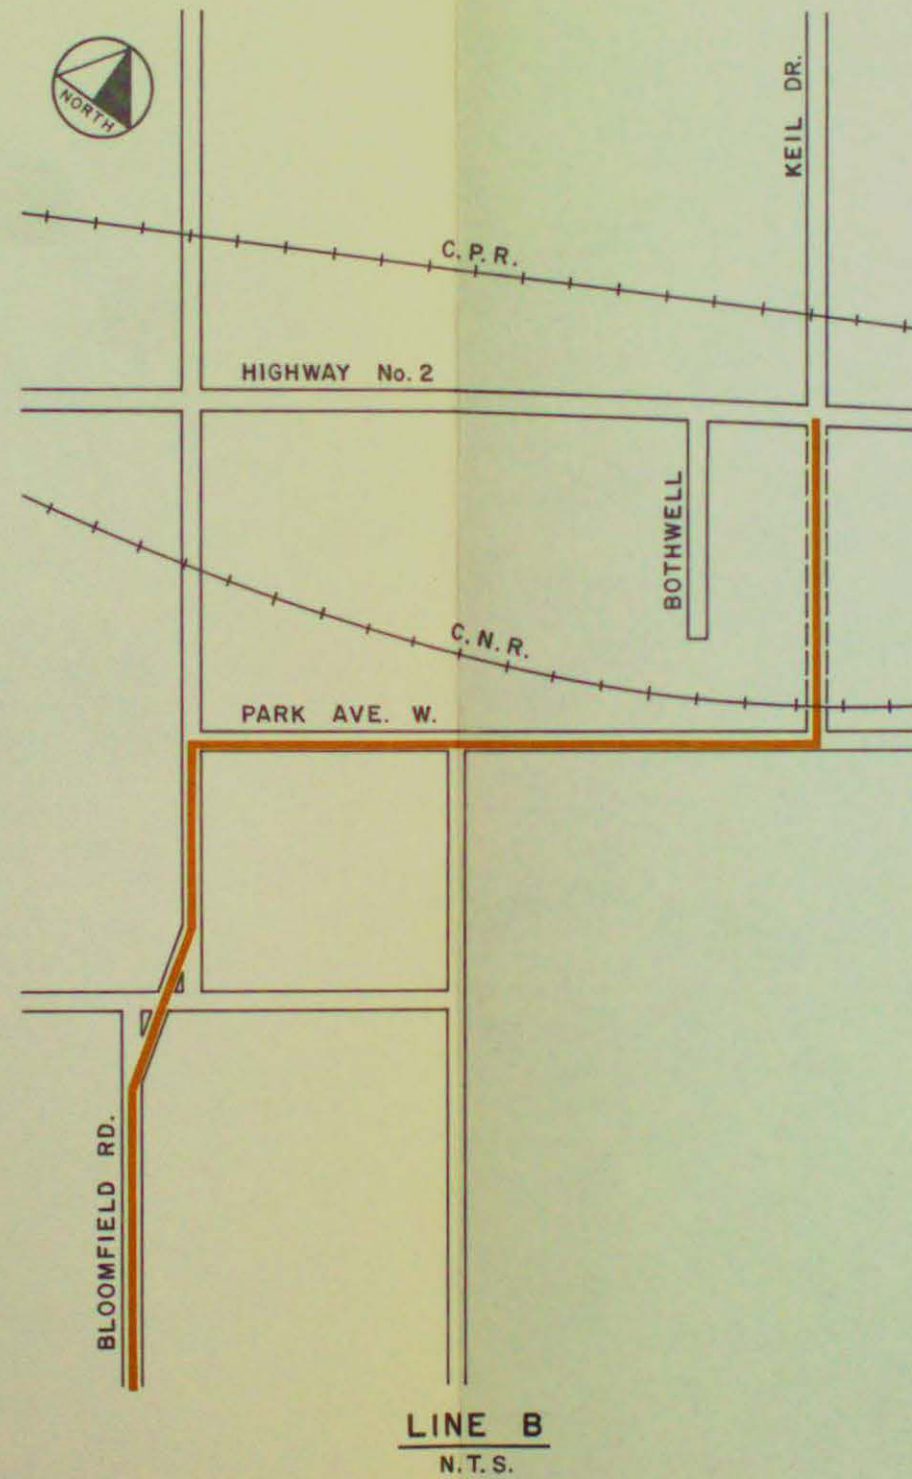 NORTH
KEIL DR.
C. P. R.
HIGHWAY No. 2
BOTHWELL
C. N. R.
PARK AVE. W.
BLOOMFIELD RD.
LINE B
N. T. S.